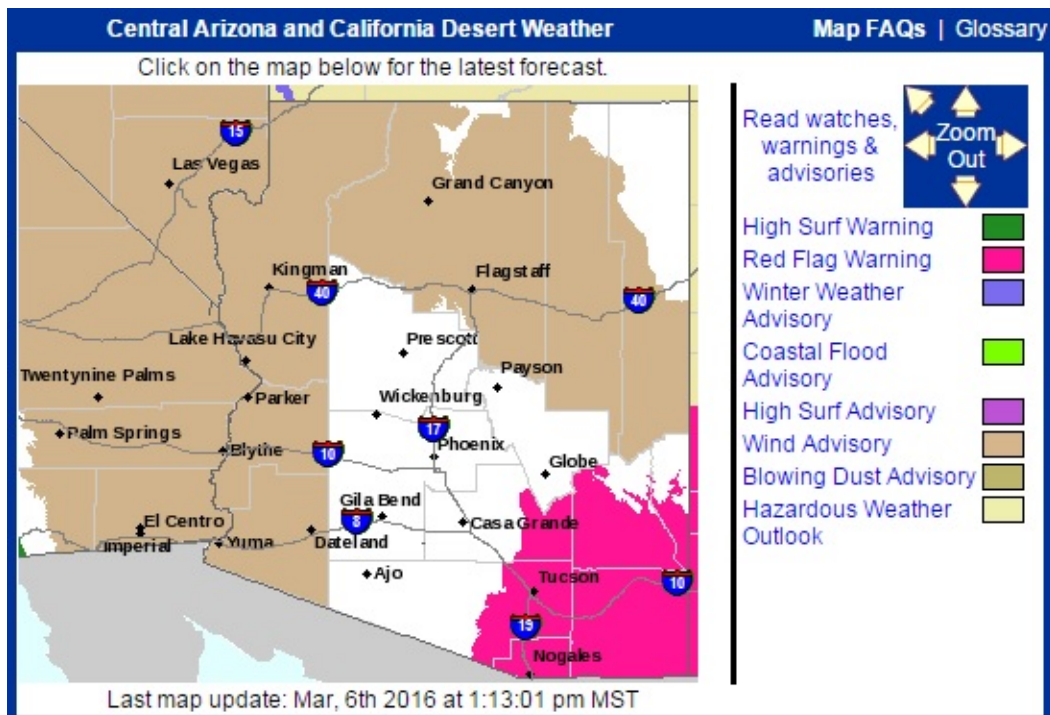 Central Arizona and California Desert Weather
Map FAQs | Glossary
Click on the map below for the latest forecast.
15
Las Vegas
Grand Canyon
Kingman
40
Flagstaff
40
Lake Havasu City
Prescott
Twentynine Palms
Payson
Parker
Wickenburg
17
Palm Springs
Blythe
10
Phoenix
Globe
Gila Bend
8
El Centro
Imperial
Yuma
Dateland
Casa Grande
Ajo
Tucson
10
19
Nogales
Read watches,
warnings &
advisories
Zoom
Out
High Surf Warning
Red Flag Warning
Winter Weather
Advisory
Coastal Flood
Advisory
High Surf Advisory
Wind Advisory
Blowing Dust Advisory
Hazardous Weather
Outlook
Last map update: Mar, 6th 2016 at 1:13:01 pm MST